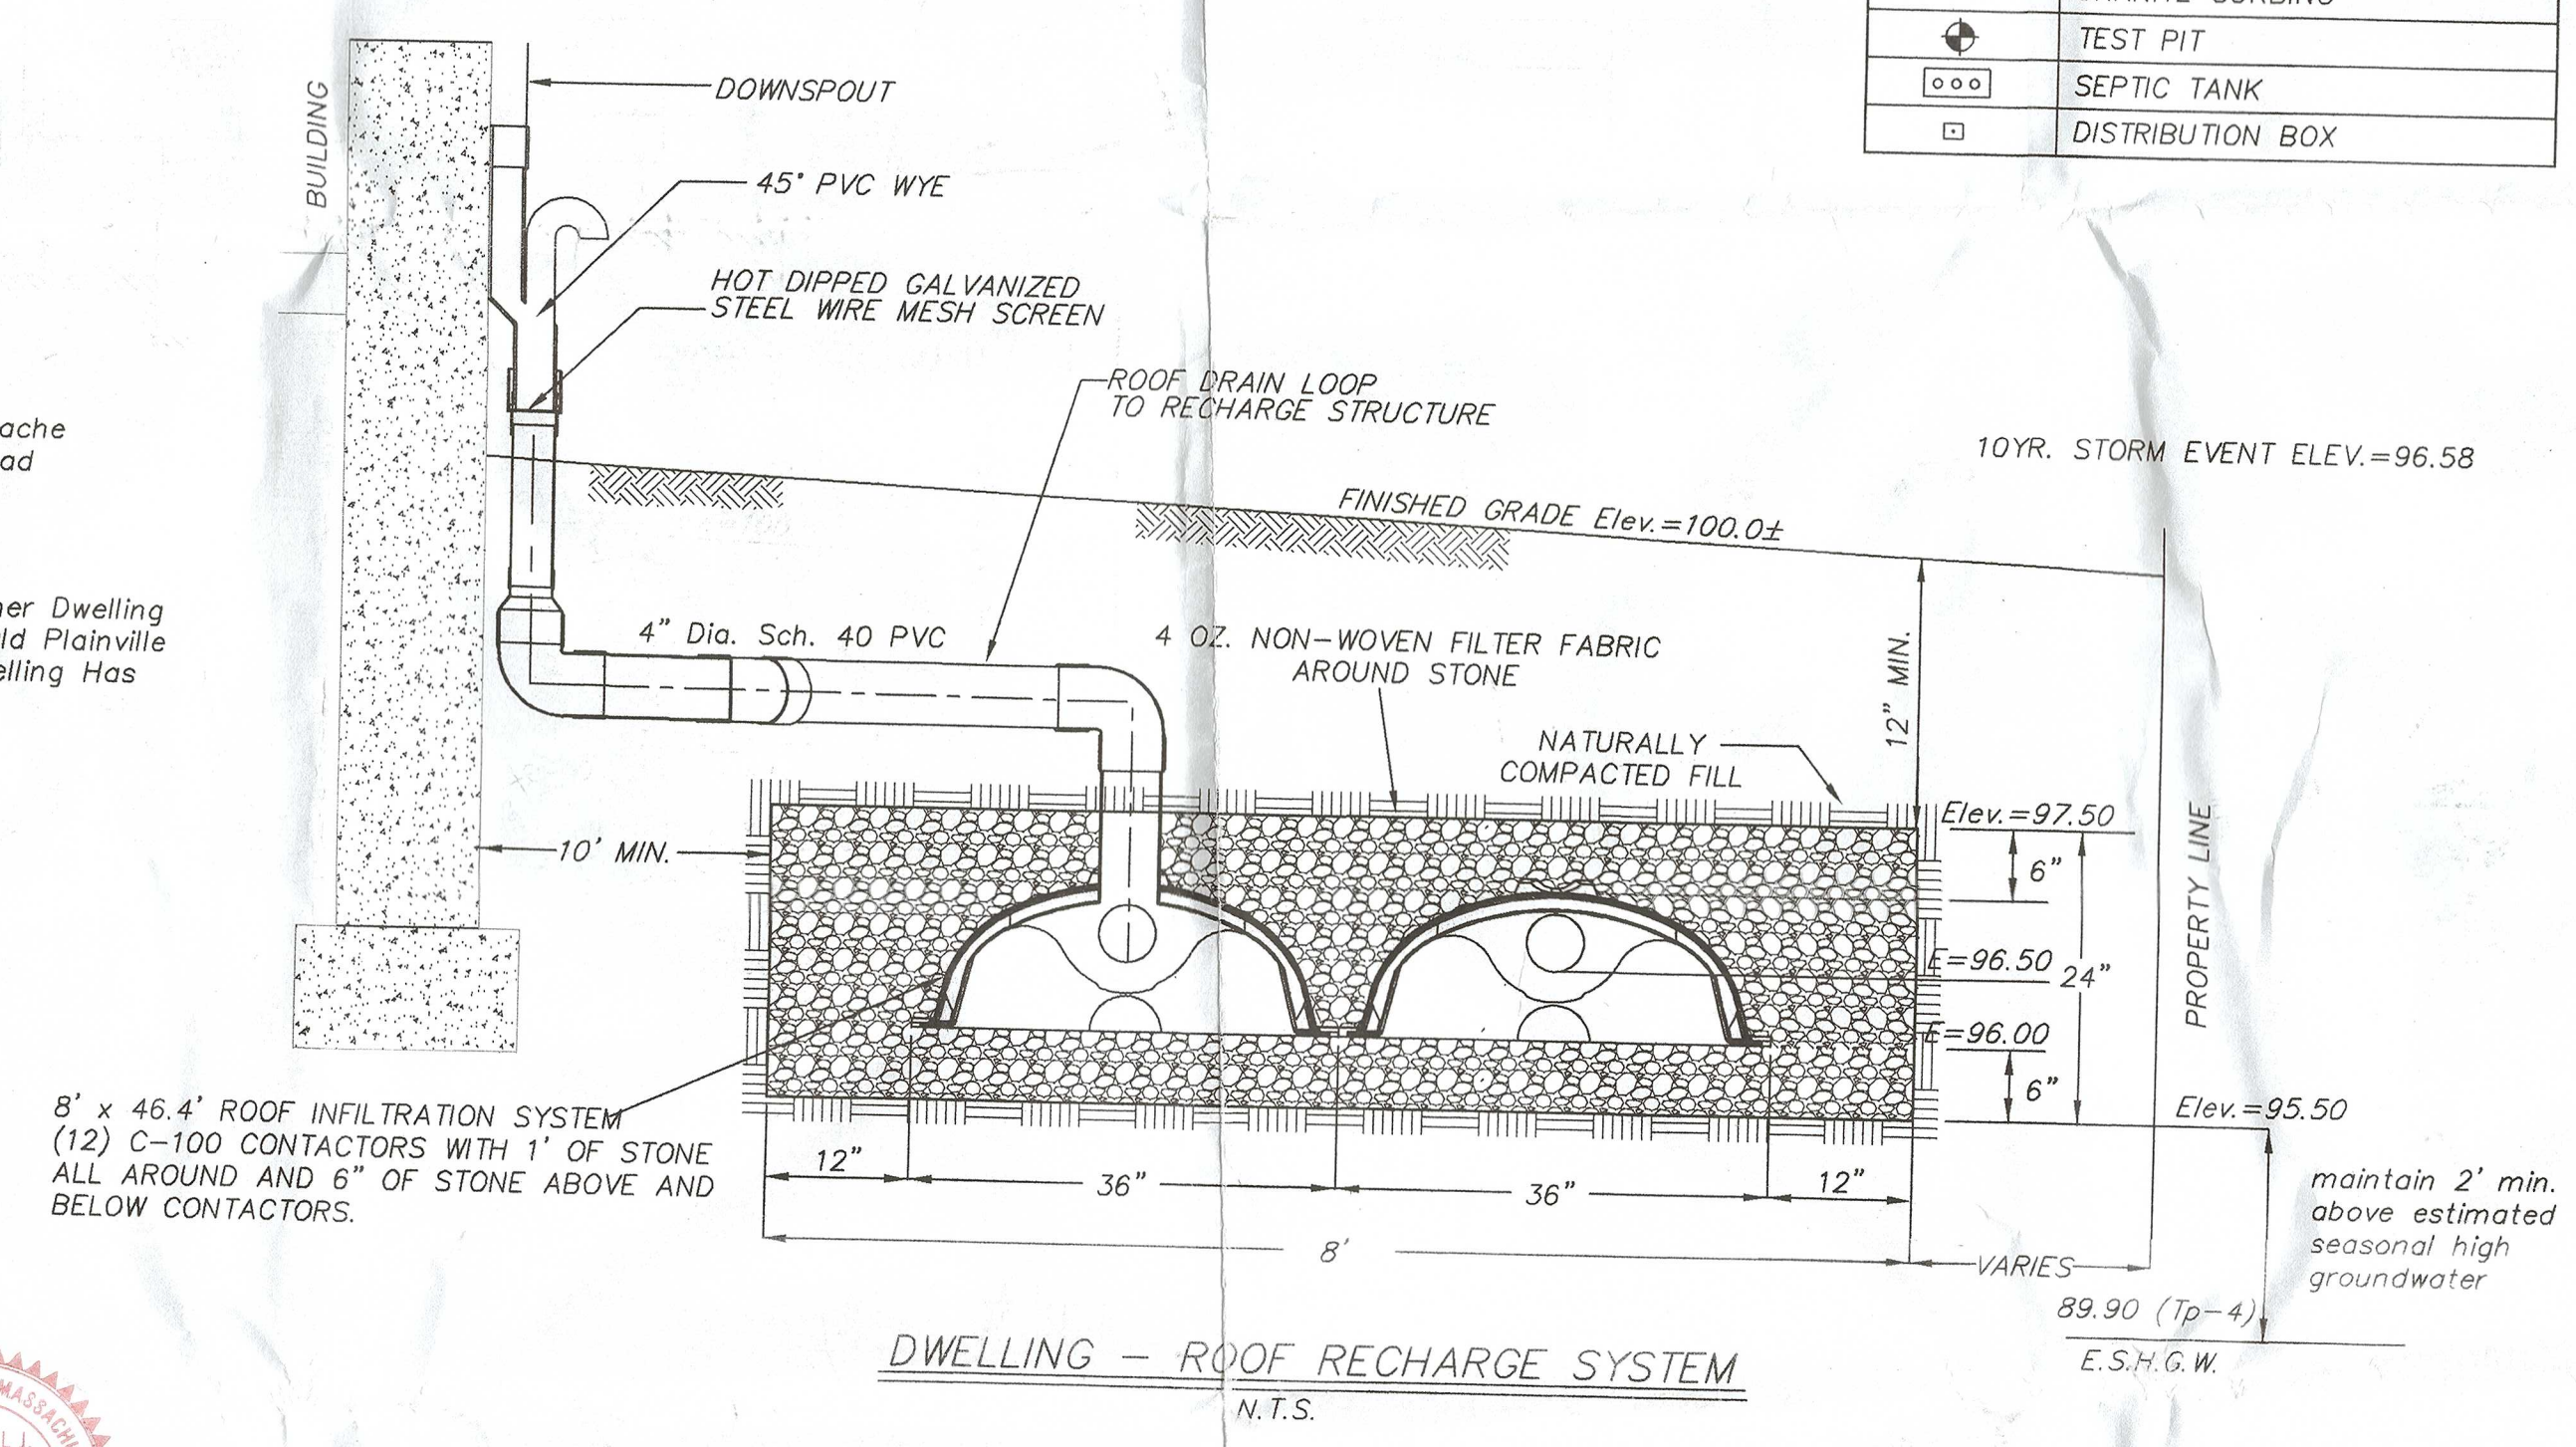 TEST PIT
SEPTIC TANK
DISTRIBUTION BOX
BUILDING
DOWNSPOUT
45° PVC WYE
HOT DIPPED GALVANIZED
STEEL WIRE MESH SCREEN
ROOF DRAIN LOOP
TO RECHARGE STRUCTURE
10YR. STORM EVENT ELEV.=96.58
FINISHED GRADE Elev.=100.0±
ache
ad
er Dwelling
ld Plainville
elling Has
4" Dia. Sch. 40 PVC
4 OZ. NON-WOVEN FILTER FABRIC
AROUND STONE
12" MIN.
NATURALLY
COMPACTED FILL
10' MIN.
Elev.=97.50
6"
E=96.50
24"
E=96.00
6"
PROPERTY LINE
Elev.=95.50
8' x 46.4' ROOF INFILTRATION SYSTEM
(12) C-100 CONTACTORS WITH 1' OF STONE
ALL AROUND AND 6" OF STONE ABOVE AND
BELOW CONTACTORS.
12"
36"
36"
12"
8'
VARIES
maintain 2' min.
above estimated
seasonal high
groundwater
89.90 (Tp-4)
E.S.H.G.W.
DWELLING - ROOF RECHARGE SYSTEM
N.T.S.